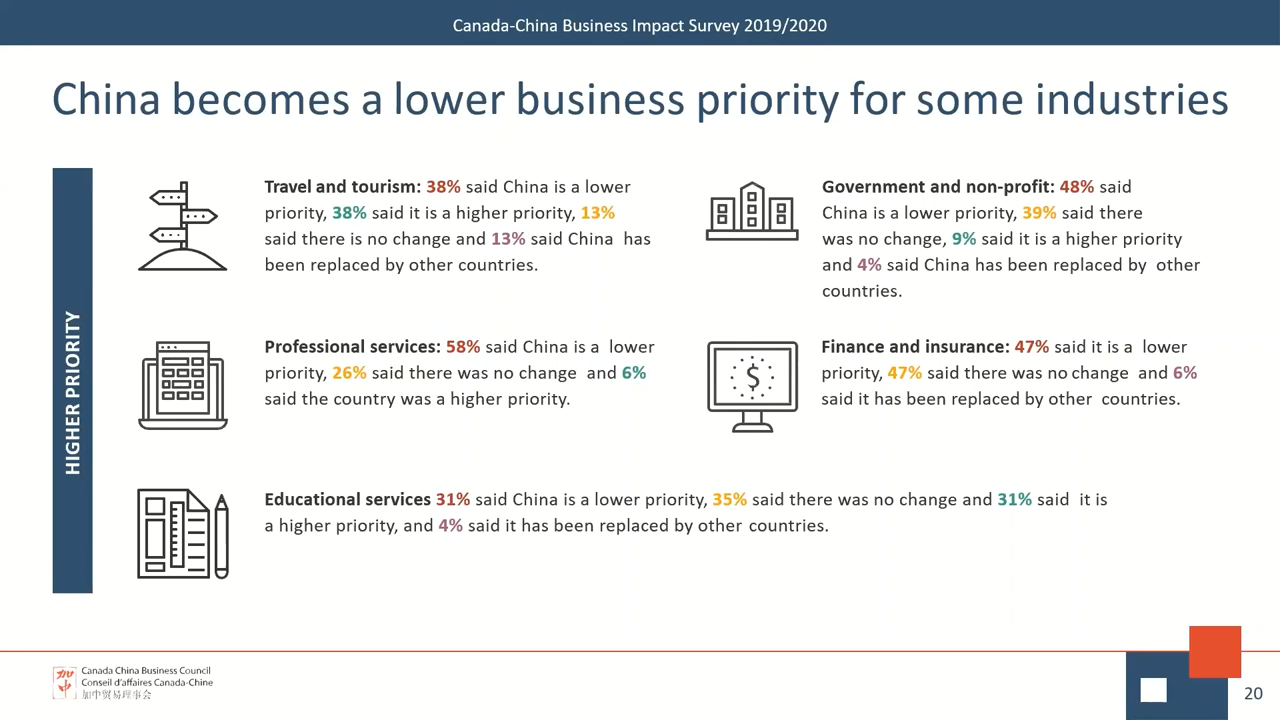 Canada-China Business Impact Survey 2019/2020
China becomes a lower business priority for some industries
HIGHER PRIORITY
Travel and tourism: 38% said China is a lower
priority, 38% said it is a higher priority, 13%
said there is no change and 13% said China has
been replaced by other countries.
Government and non-profit: 48% said
China is a lower priority, 39% said there
was no change, 9% said it is a higher priority
and 4% said China has been replaced by other
countries.
Professional services: 58% said China is a lower
priority, 26% said there was no change and 6%
said the country was a higher priority.
Finance and insurance: 47% said it is a lower
priority, 47% said there was no change and 6%
said it has been replaced by other countries.
$
Educational services 31% said China is a lower priority, 35% said there was no change and 31% said it is
a higher priority, and 4% said it has been replaced by other countries.
加中
Canada China Business Council
Conseil d'affaires Canada-Chine
加中贸易理事会
20